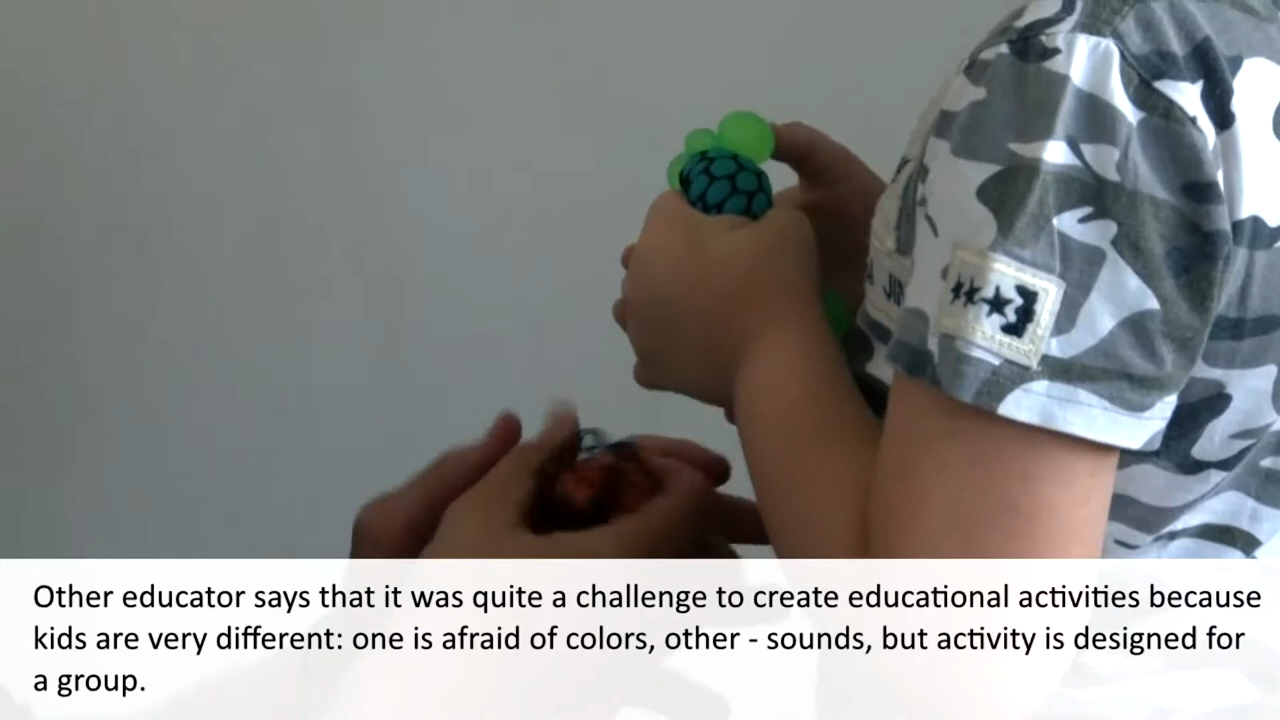 Other educator says that it was quite a challenge to create educational activities because
kids are very different: one is afraid of colors, other - sounds, but activity is designed for
a group.